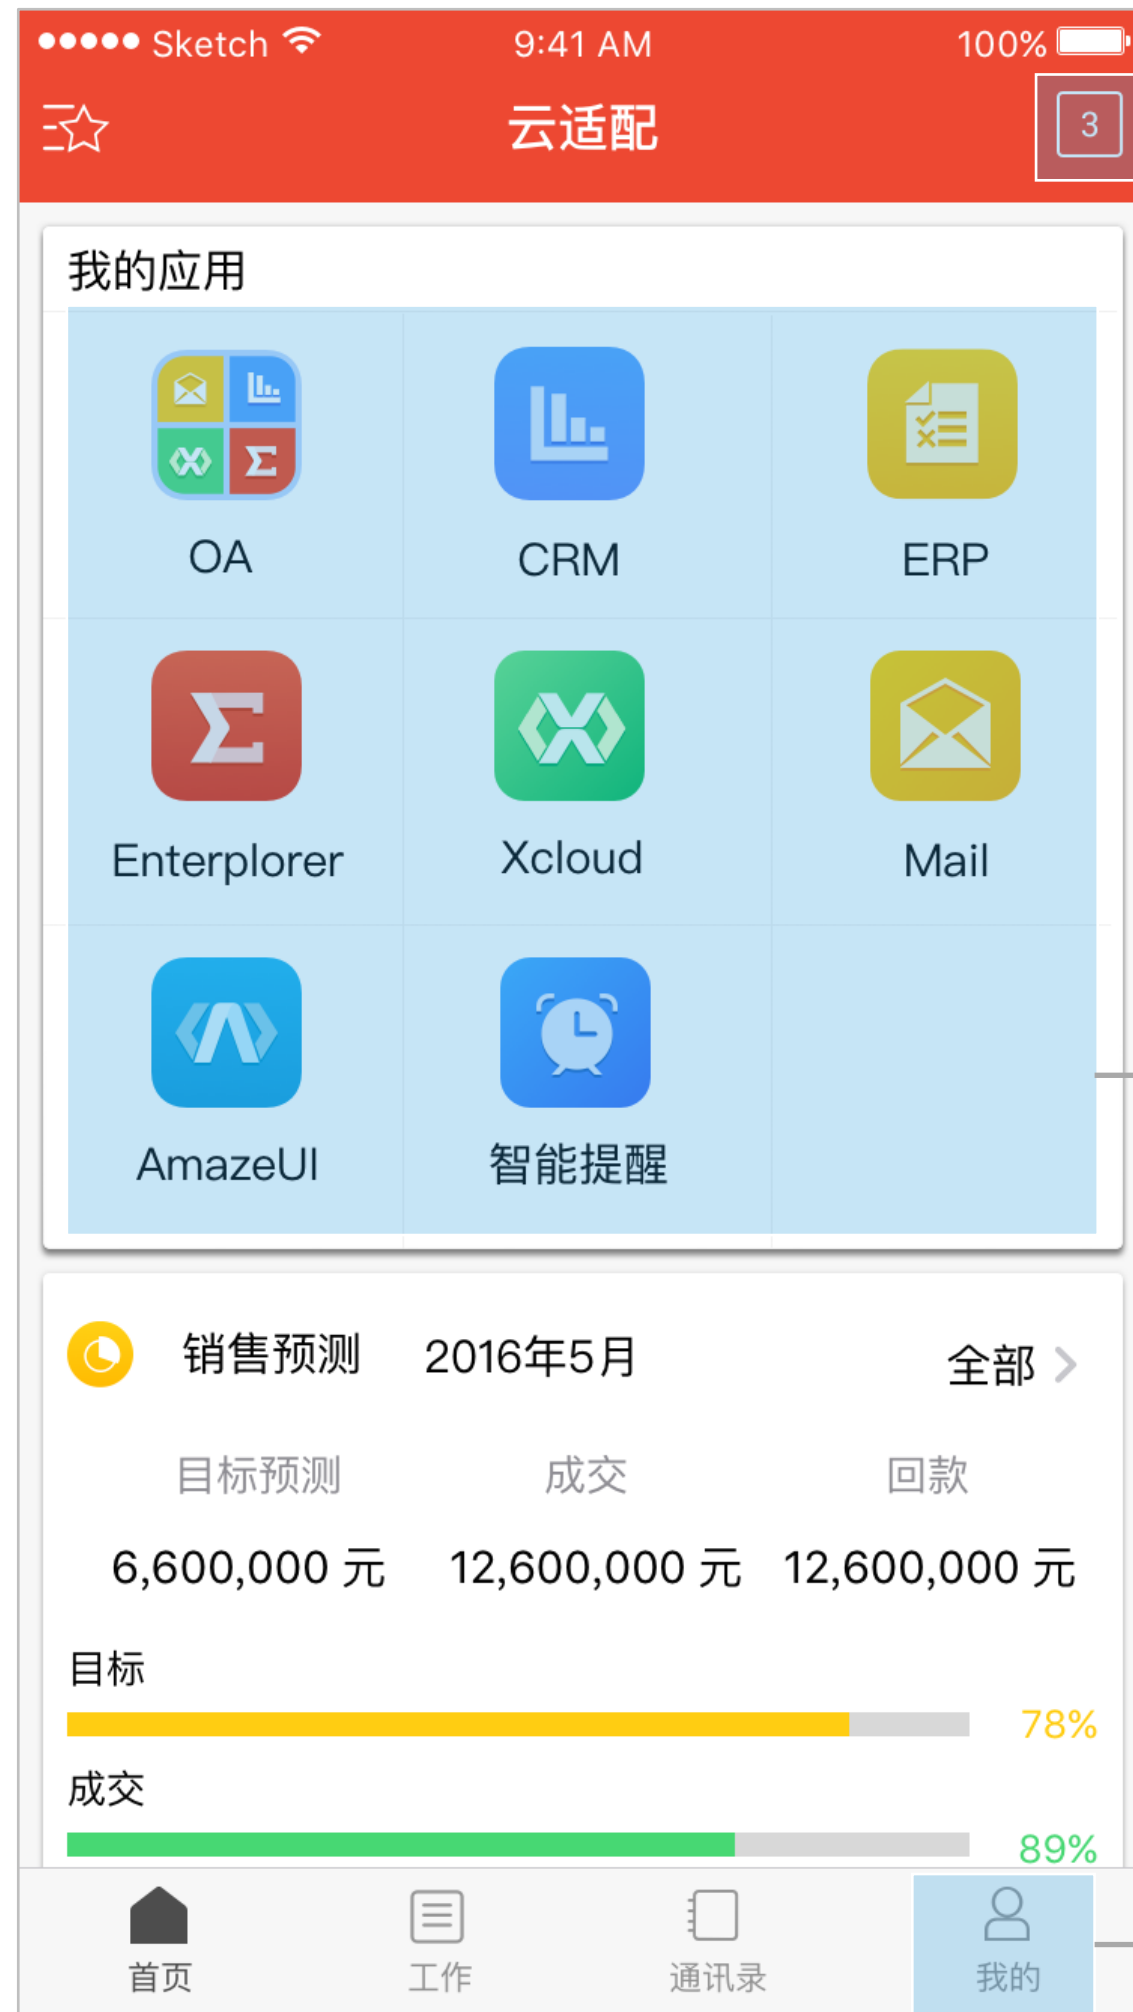 Sketch 9:41 AM 100%
云适配 3
我的应用
OA CRM ERP
Enterplorer Xcloud Mail
AmazeUI 智能提醒
销售预测 2016年5月 全部
目标预测 成交 回款
6,600,000 元 12,600,000 元 12,600,000 元
目标
78%
成交
89%
首页 工作 通讯录 我的